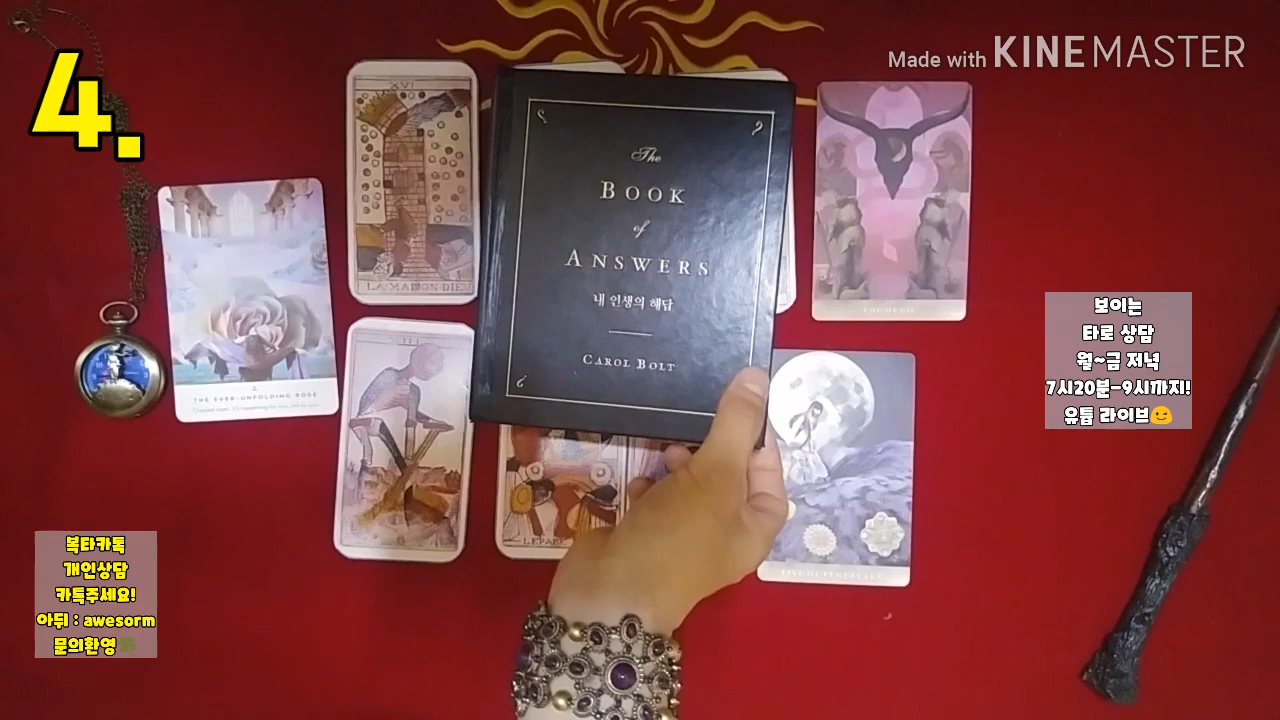 4.
Made with KINEMASTER
XVI
LA MAISON-DIEU
The
BOOK
of
ANSWERS
내 인생의 해답
CAROL BOLT
THE DEVIL
THE EVER-UNFOLDING ROSE
보이는
타로 상담
월~금 저녁
7시20분-9시까지!
유튭 라이브
복타카톡
개인상담
카톡주세요!
아뒤 : awesorm
문의환영
FIVE OF PENTACLES